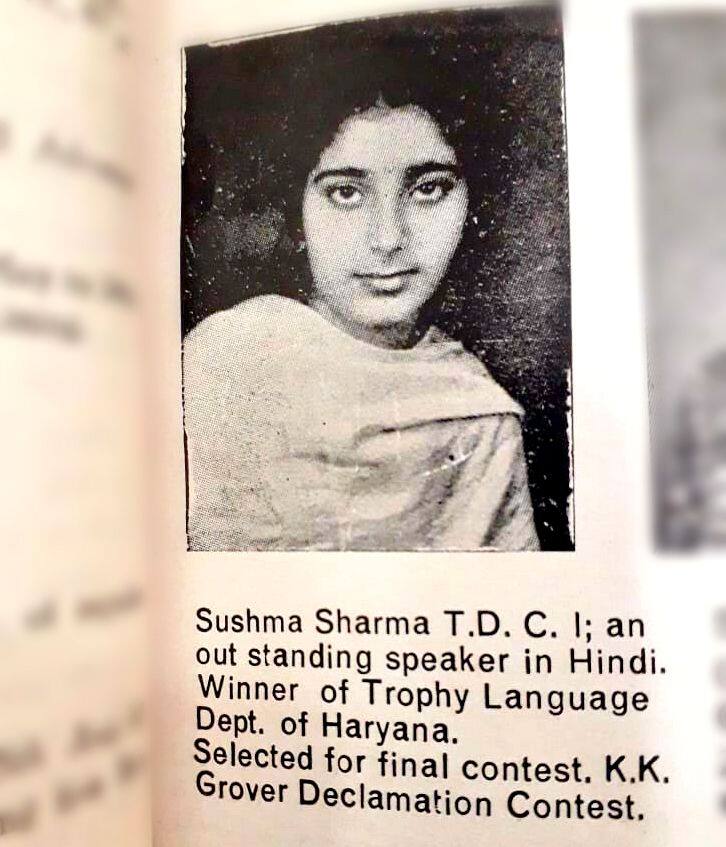 Sushma Sharma T.D. C. I; an
out standing speaker in Hindi.
Winner of Trophy Language
Dept. of Haryana.
Selected for final contest. K.K.
Grover Declamation Contest.